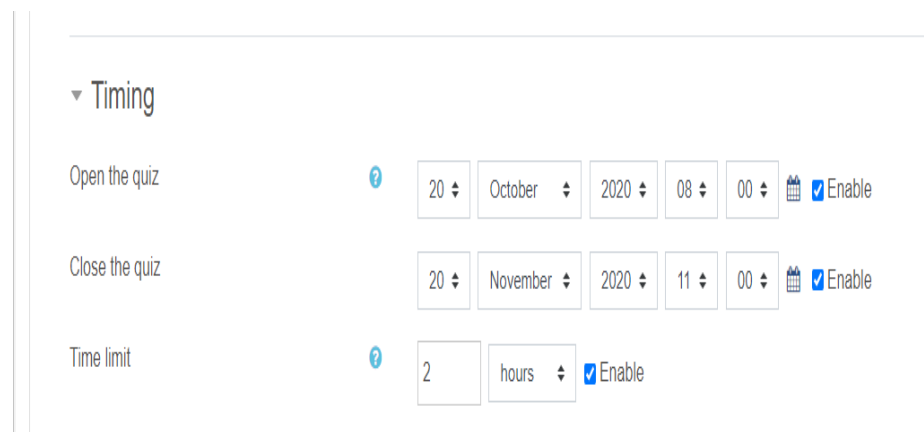 Timing
Open the quiz 20 October 2020 08 00 Enable
Close the quiz 20 November 2020 11 00 Enable
Time limit 2 hours Enable